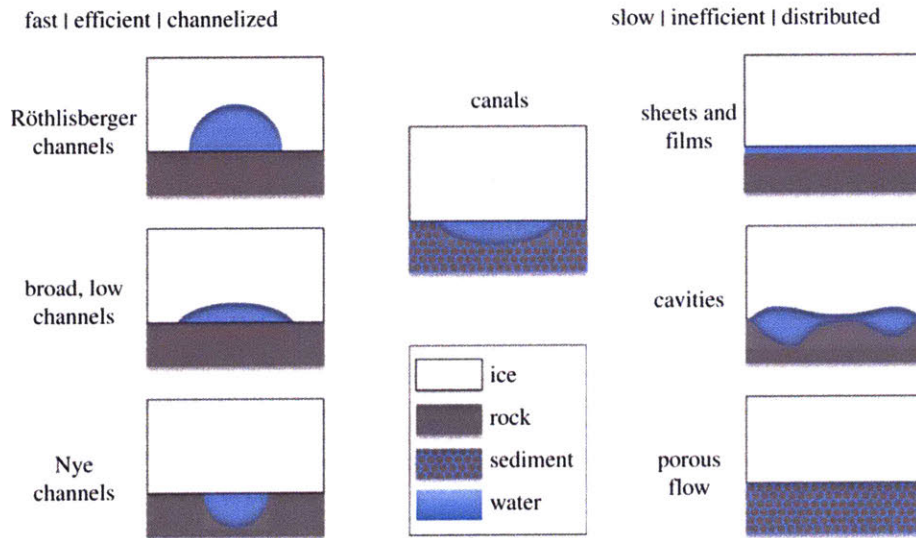 fast | efficient | channelized
slow | inefficient | distributed
Röthlisberger
channels
canals
sheets and
films
broad, low
channels
cavities
ice
rock
sediment
water
Nye
channels
porous
flow